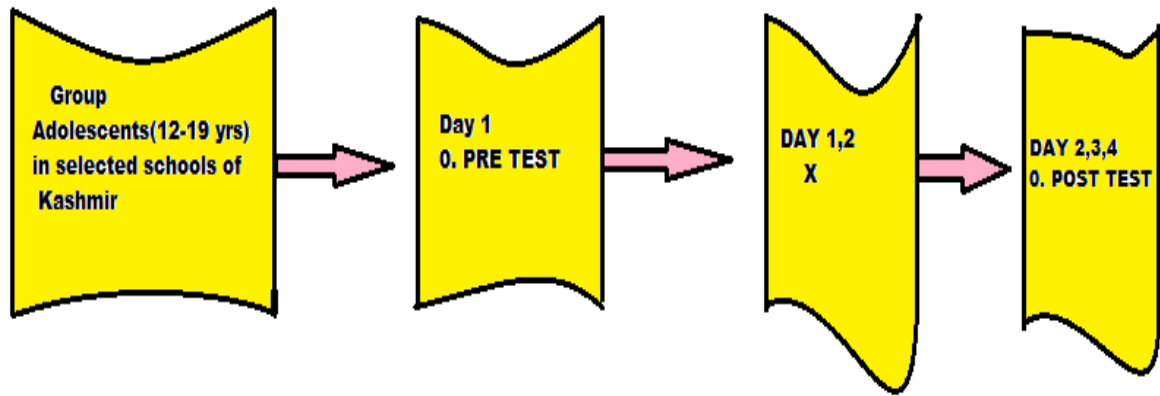 Group
Adolescents(12-19 yrs)
in selected schools of
Kashmir
Day 1
0. PRE TEST
DAY 1,2
X
DAY 2,3,4
0. POST TEST